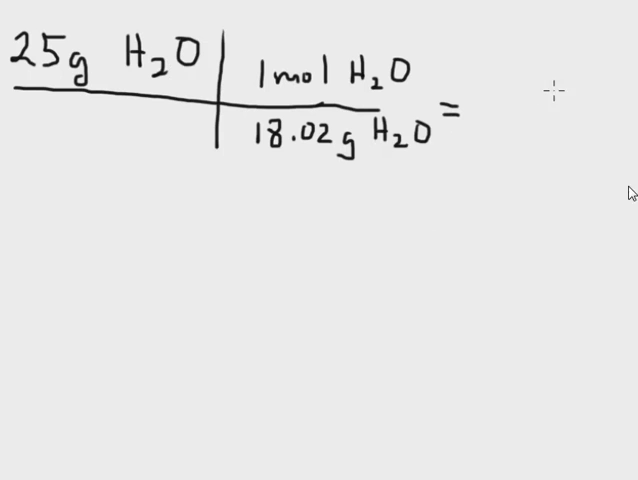 25g H₂O | 1mol H₂O
18.02g H₂O =